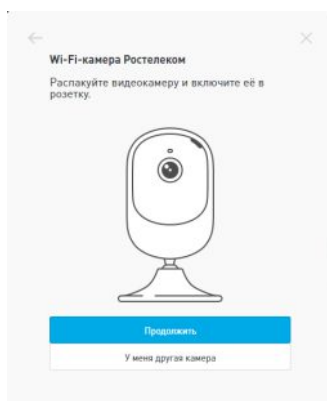 Wi-Fi-камера Ростелеком
Распакуйте видеокамеру и включите её в
розетку.
Продолжить
У меня другая камера